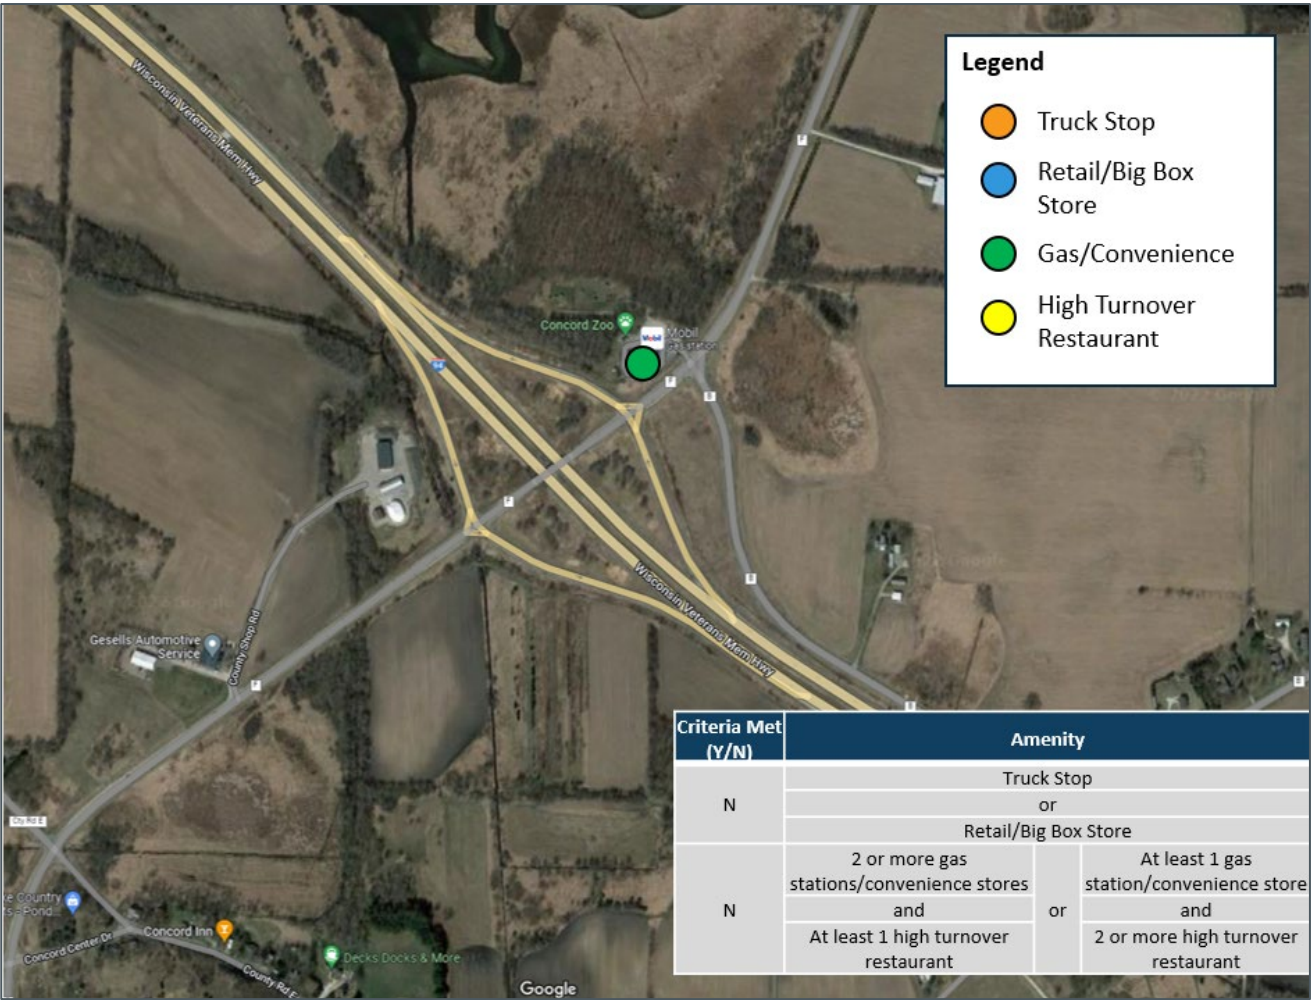 Wisconsin Veterans Mem Hwy
Legend
Truck Stop
Retail/Big Box
Store
Gas/Convenience
High Turnover
Restaurant
F
Concord Zoo
Mobil
Mobil
Gas station
F
94
B
F
B
Wisconsin Veterans Mem Hwy
Gesells Automotive
Service
County Shop Rd
F
B
B
Cty Rd E
Country
Pond...
Concord Inn
Concord Center Dr
County Rd E
Decks Docks & More
Google
Criteria Met
(Y/N)
Amenity
N
Truck Stop
or
Retail/Big Box Store
N
2 or more gas
stations/convenience stores
and
At least 1 high turnover
restaurant
or
At least 1 gas
station/convenience store
and
2 or more high turnover
restaurant